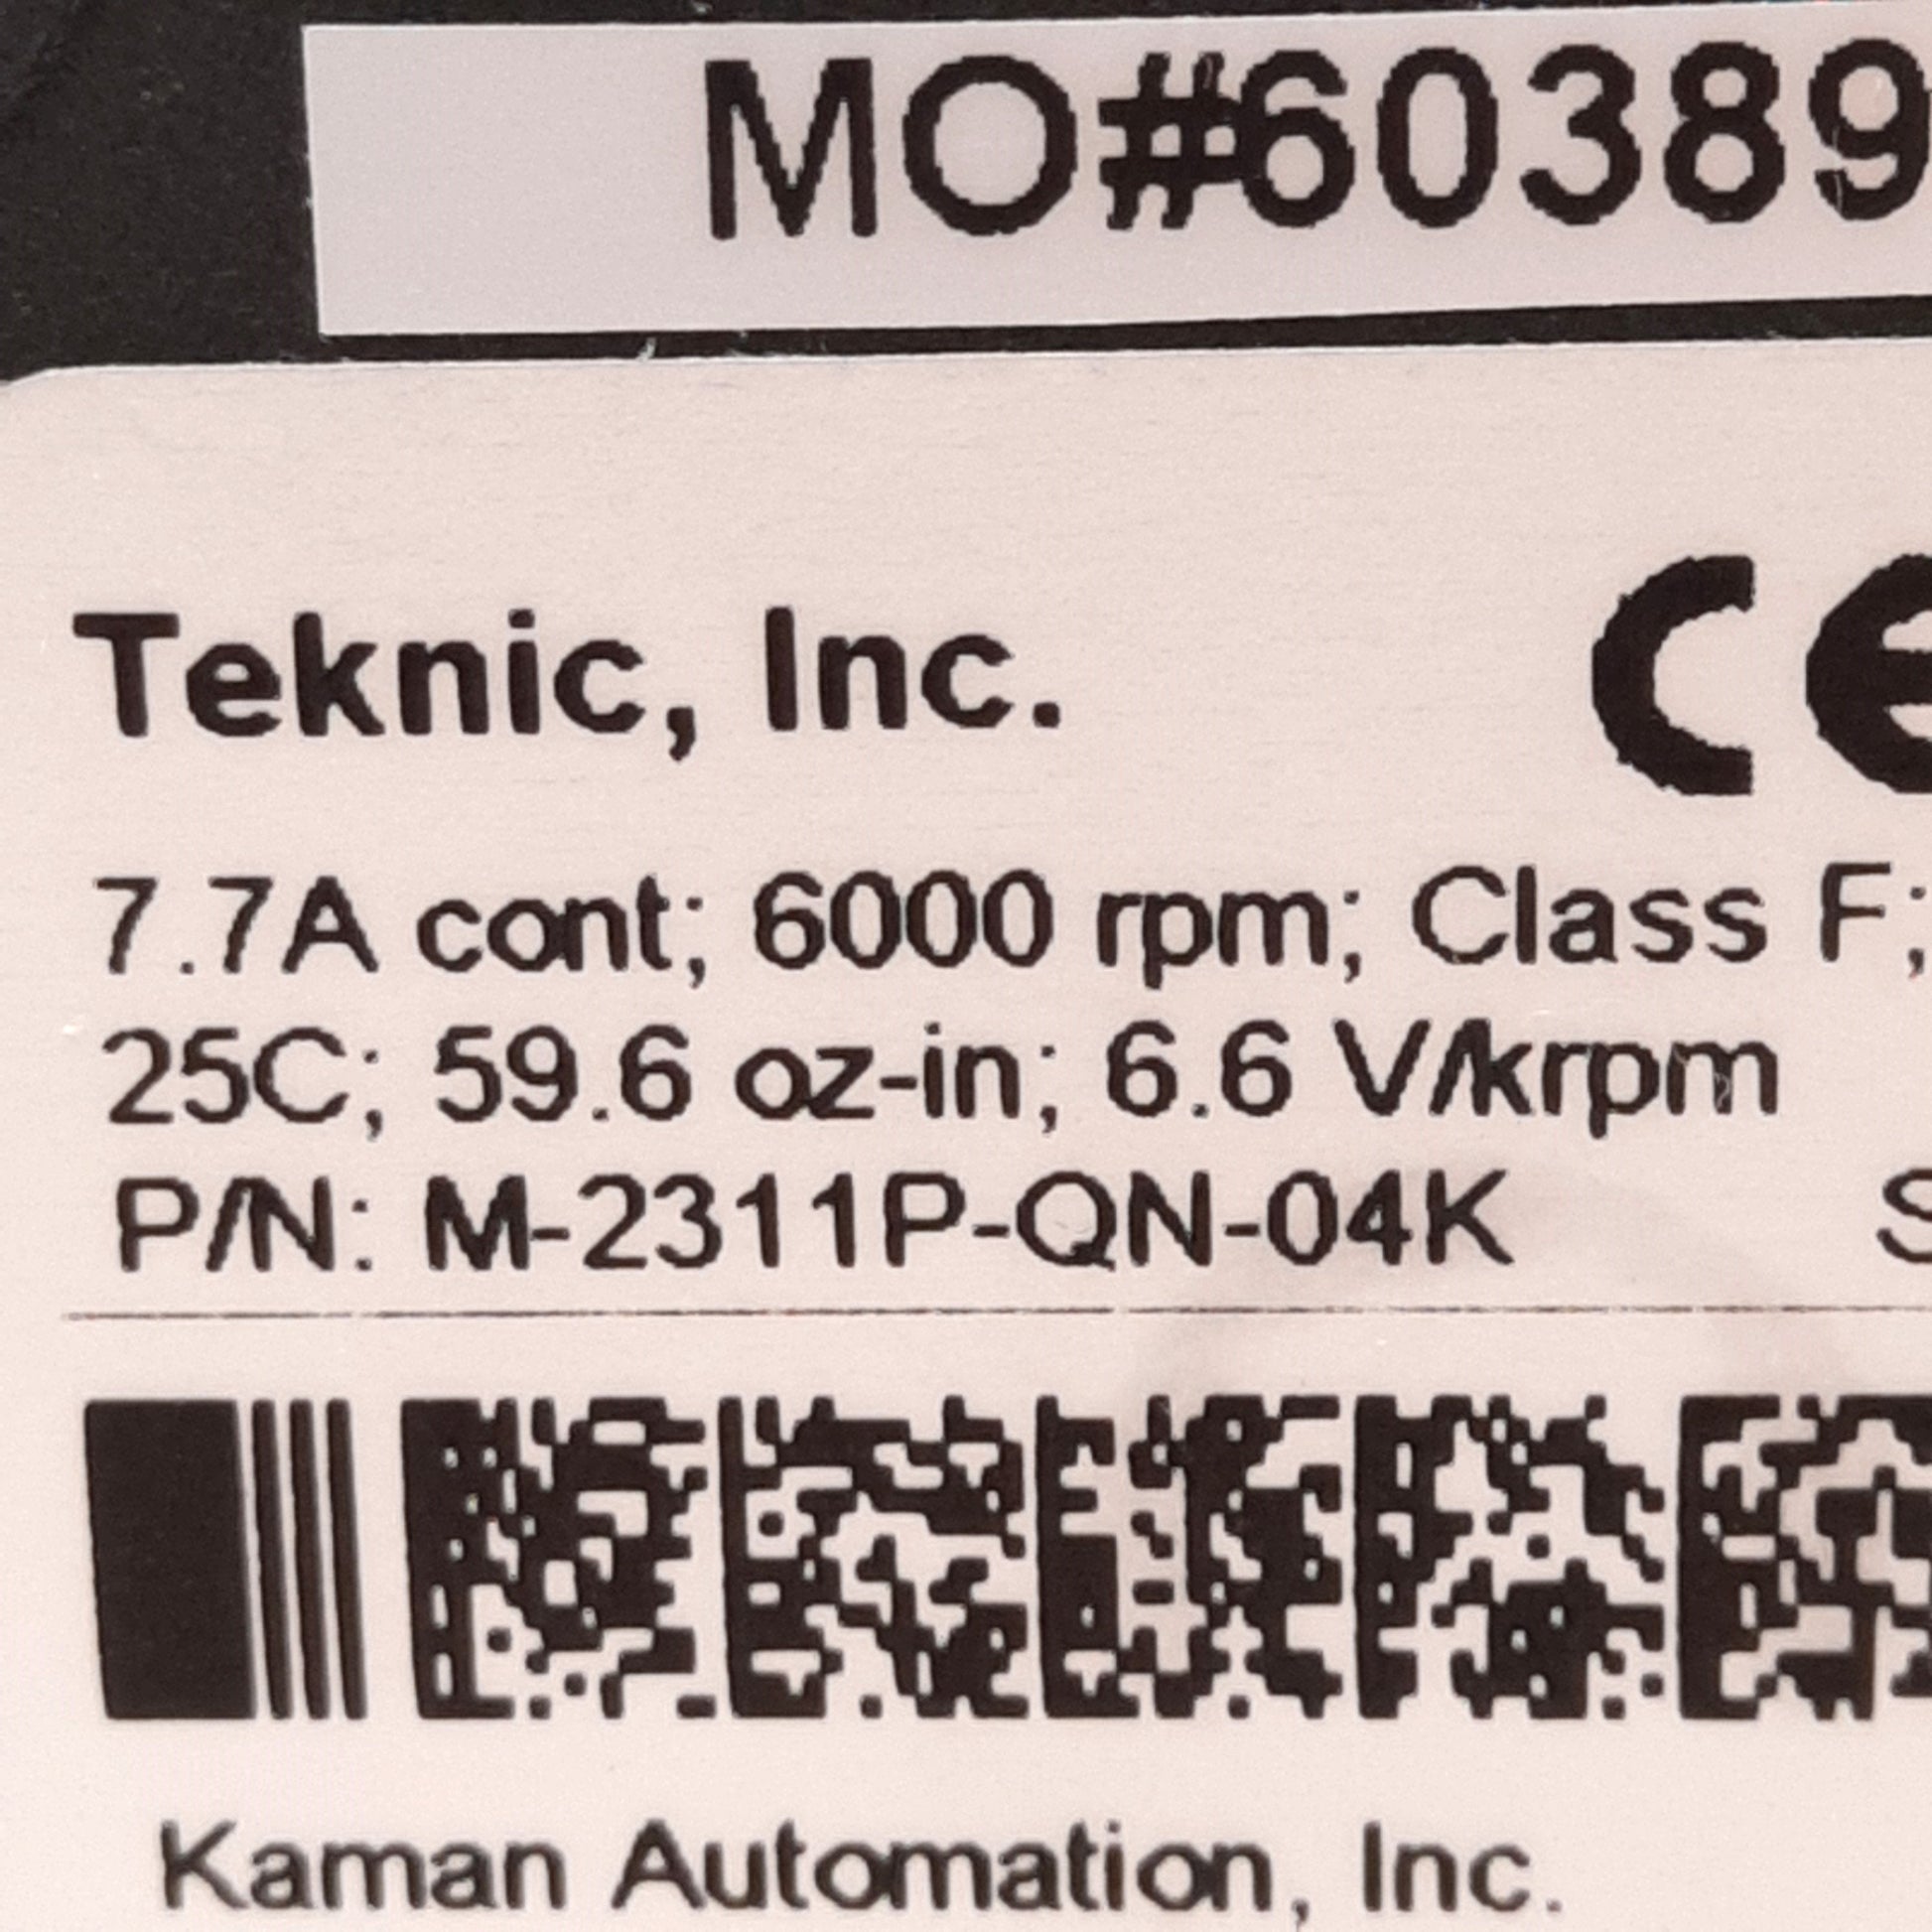 MO#60389
Teknic, Inc. CE
7.7A cont; 6000 rpm; Class F;
25C; 59.6 oz-in; 6.6 V/krpm
P/N: M-2311P-QN-04K S
Kaman Automation, Inc.